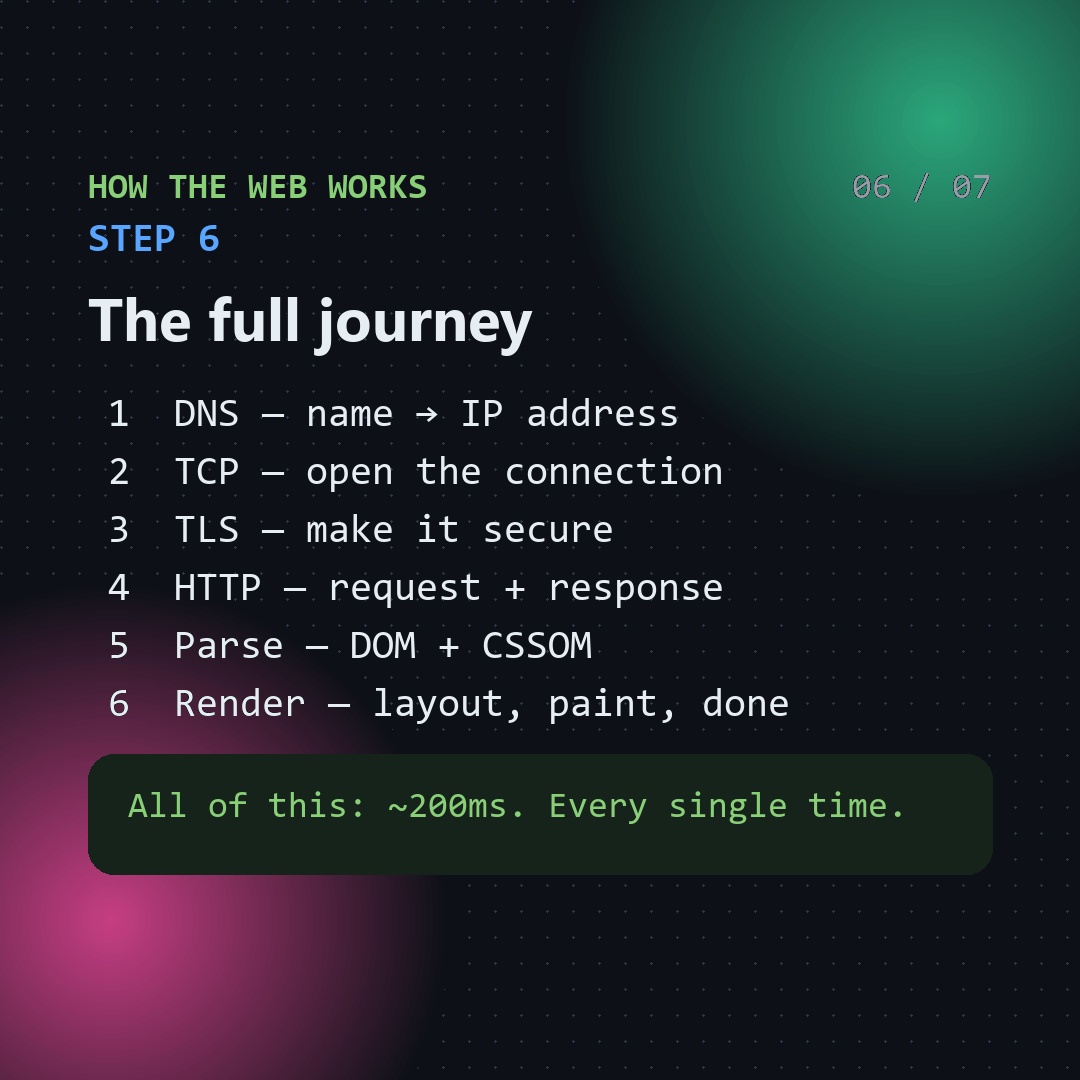 HOW THE WEB WORKS
06 / 07
STEP 6
The full journey
1 DNS — name → IP address
2 TCP — open the connection
3 TLS — make it secure
4 HTTP — request + response
5 Parse — DOM + CSSOM
6 Render — layout, paint, done
All of this: ~200ms. Every single time.